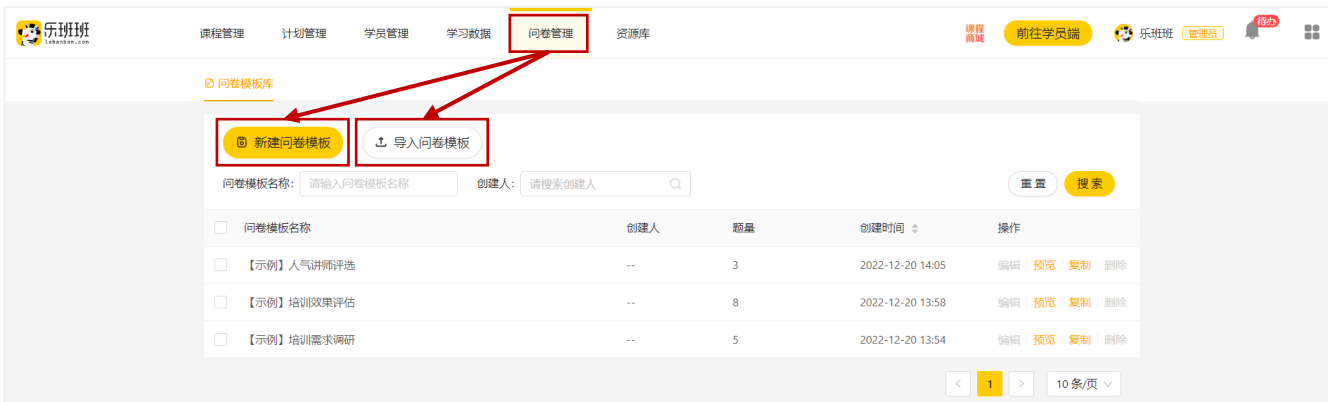 乐班班
lebanban.com
课程管理 计划管理 学员管理 学习数据 问卷管理 资源库 课程商城 前往学员端 乐班班 管理员 待办
问卷模板库
新建问卷模板 导入问卷模板
问卷模板名称: 请输入问卷模板名称 创建人: 请搜索创建人 重置 搜索
问卷模板名称 创建人 题量 创建时间 操作
【示例】人气讲师评选 -- 3 2022-12-20 14:05 编辑 预览 复制 删除
【示例】培训效果评估 -- 8 2022-12-20 13:58 编辑 预览 复制 删除
【示例】培训需求调研 -- 5 2022-12-20 13:54 编辑 预览 复制 删除
< 1 > 10 条/页